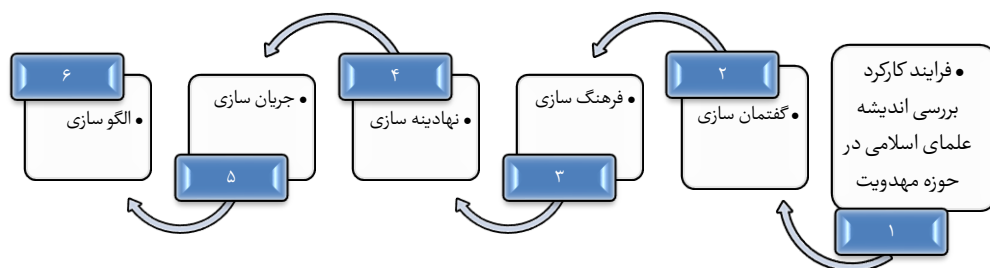 • فرایند کارکرد
بررسی اندیشه
علمای اسلامی در
حوزه مهدویت
۱
۲
• گفتمان سازی
• فرهنگ سازی
۳
۴
• نهادینه سازی
• جریان سازی
۵
۶
• الگو سازی